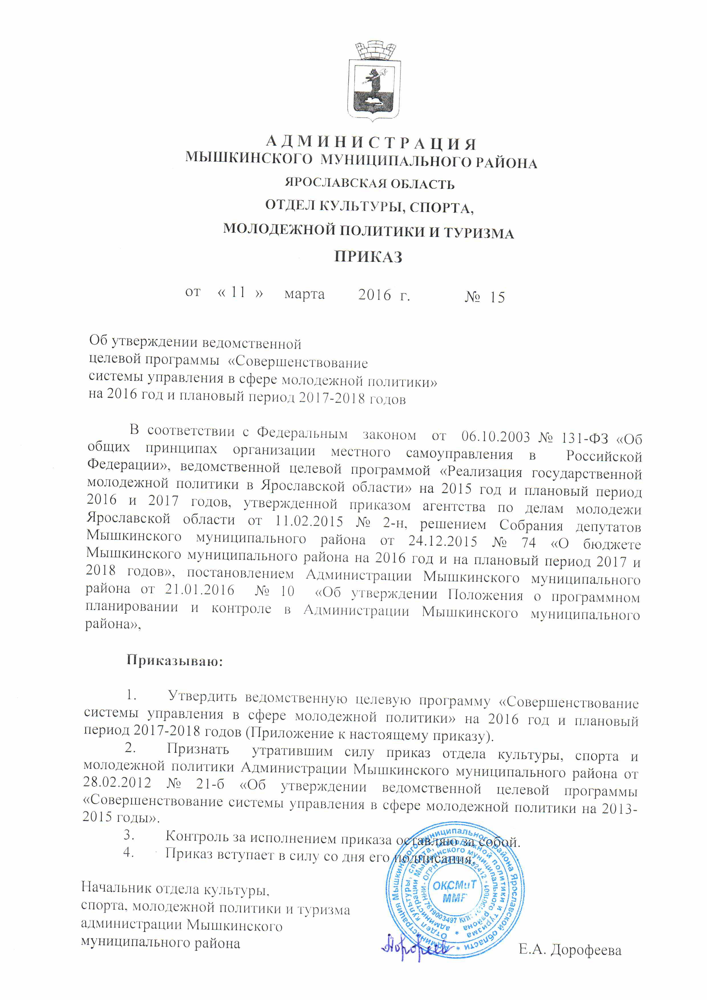 А Д М И Н И С Т Р А Ц И Я
МЫШКИНСКОГО МУНИЦИПАЛЬНОГО РАЙОНА
ЯРОСЛАВСКАЯ ОБЛАСТЬ
ОТДЕЛ КУЛЬТУРЫ, СПОРТА,
МОЛОДЕЖНОЙ ПОЛИТИКИ И ТУРИЗМА
ПРИКАЗ
от « 11 » марта 2016 г. № 15
Об утверждении ведомственной
целевой программы «Совершенствование
системы управления в сфере молодежной политики»
на 2016 год и плановый период 2017-2018 годов
В соответствии с Федеральным законом от 06.10.2003 № 131-ФЗ «Об
общих принципах организации местного самоуправления в Российской
Федерации», ведомственной целевой программой «Реализация государственной
молодежной политики в Ярославской области» на 2015 год и плановый период
2016 и 2017 годов, утвержденной приказом агентства по делам молодежи
Ярославской области от 11.02.2015 № 2-н, решением Собрания депутатов
Мышкинского муниципального района от 24.12.2015 № 74 «О бюджете
Мышкинского муниципального района на 2016 год и на плановый период 2017 и
2018 годов», постановлением Администрации Мышкинского муниципального
района от 21.01.2016 № 10 «Об утверждении Положения о программном
планировании и контроле в Администрации Мышкинского муниципального
района»,
Приказываю:
1. Утвердить ведомственную целевую программу «Совершенствование
системы управления в сфере молодежной политики» на 2016 год и плановый
период 2017-2018 годов (Приложение к настоящему приказу).
2. Признать утратившим силу приказ отдела культуры, спорта и
молодежной политики Администрации Мышкинского муниципального района от
28.02.2012 № 21-б «Об утверждении ведомственной целевой программы
«Совершенствование системы управления в сфере молодежной политики на 2013-
2015 годы».
3. Контроль за исполнением приказа оставляю за собой.
4. Приказ вступает в силу со дня его подписания.
Начальник отдела культуры,
спорта, молодежной политики и туризма
администрации Мышкинского
муниципального района Е.А. Дорофеева
Администрация Мышкинского муниципального района Ярославской области *
Отдел культуры, спорта, молодежной политики и туризма *
администрации Мышкинского муниципального района
ИНН 7619003497
ОКСМиТ
ММР